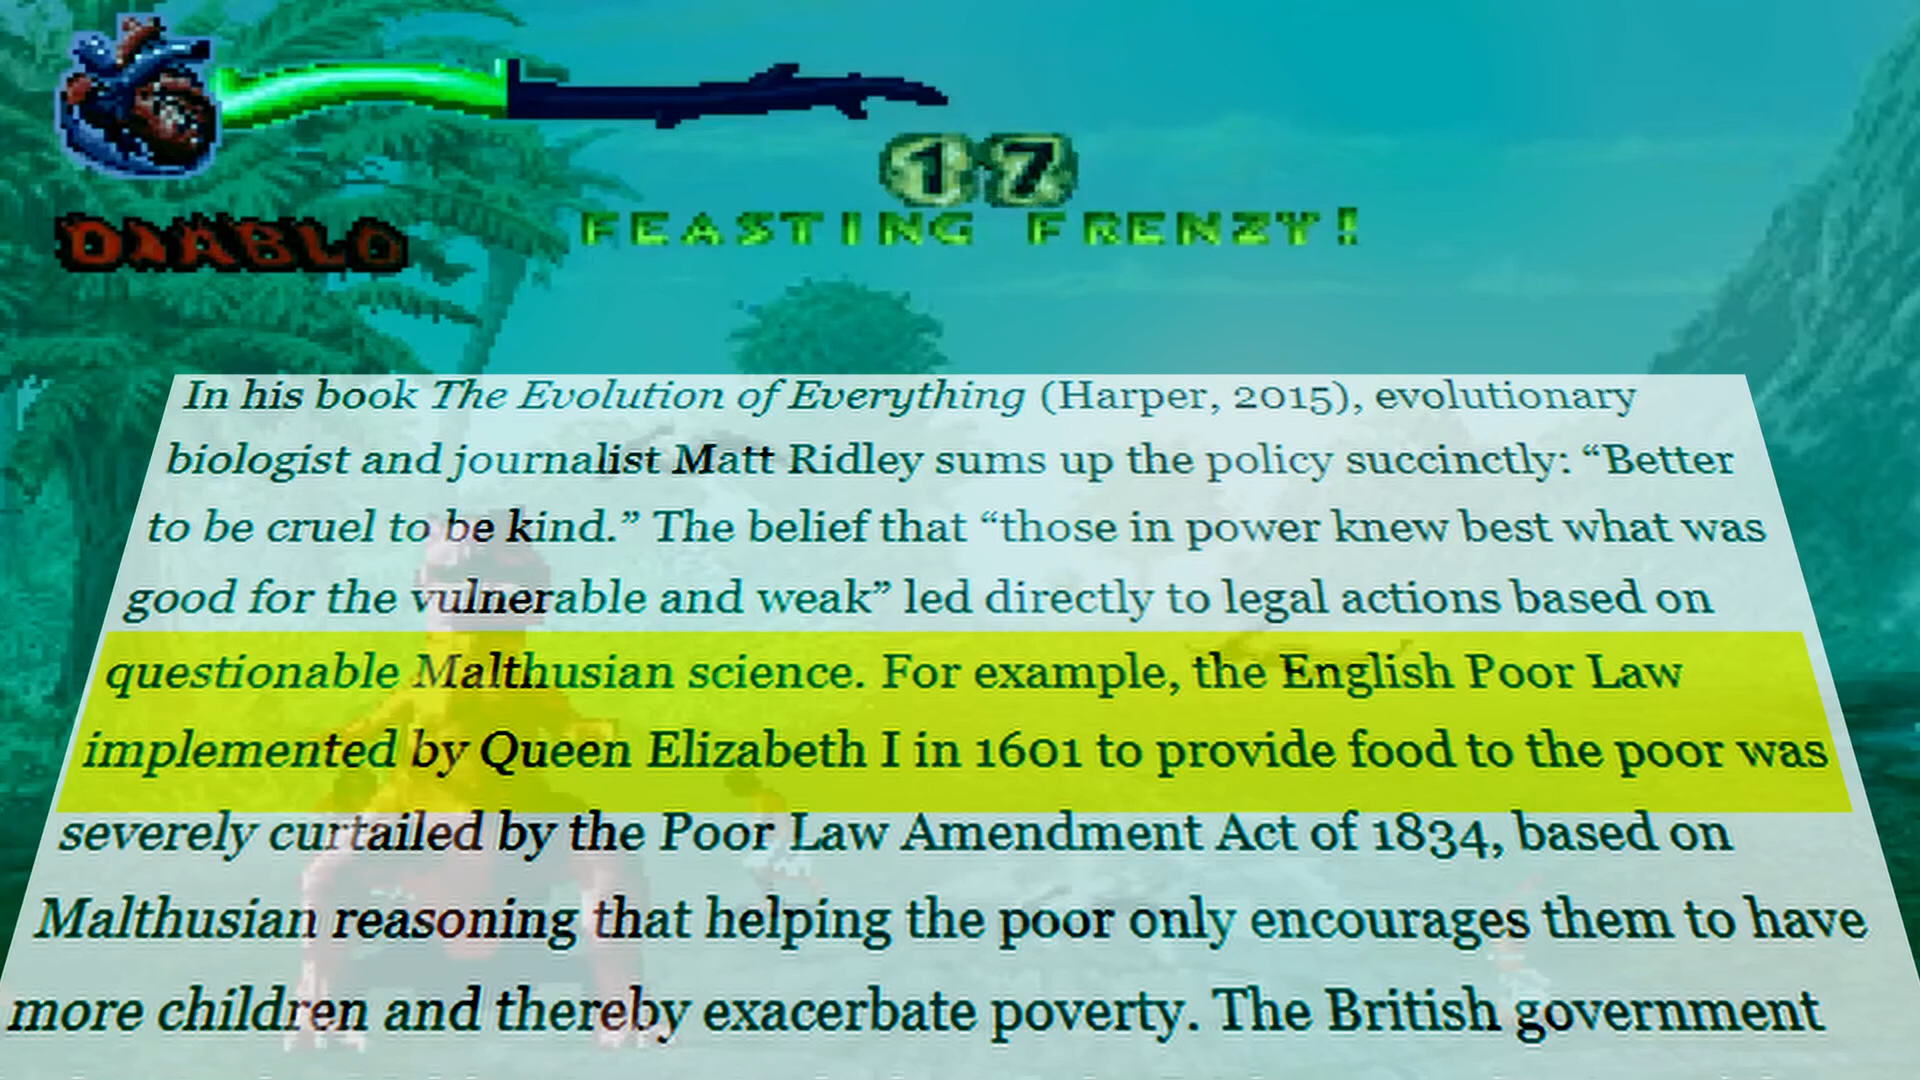 17
DIABLO
FEASTING FRENZY!
In his book The Evolution of Everything (Harper, 2015), evolutionary
biologist and journalist Matt Ridley sums up the policy succinctly: “Better
to be cruel to be kind.” The belief that “those in power knew best what was
good for the vulnerable and weak” led directly to legal actions based on
questionable Malthusian science. For example, the English Poor Law
implemented by Queen Elizabeth I in 1601 to provide food to the poor was
severely curtailed by the Poor Law Amendment Act of 1834, based on
Malthusian reasoning that helping the poor only encourages them to have
more children and thereby exacerbate poverty. The British government